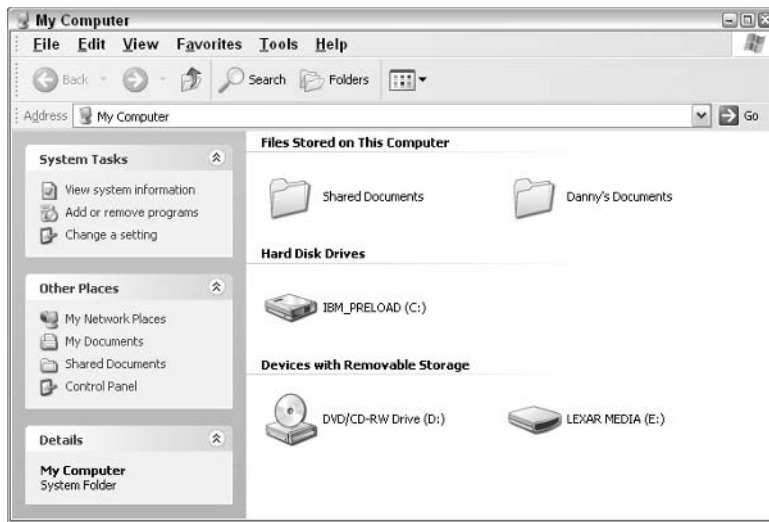 My Computer
File Edit View Favorites Tools Help
Back Search Folders
Address My Computer Go
System Tasks
View system information
Add or remove programs
Change a setting
Other Places
My Network Places
My Documents
Shared Documents
Control Panel
Details
My Computer
System Folder
Files Stored on This Computer
Shared Documents Danny's Documents
Hard Disk Drives
IBM_PRELOAD (C:)
Devices with Removable Storage
DVD/CD-RW Drive (D:) LEXAR MEDIA (E:)